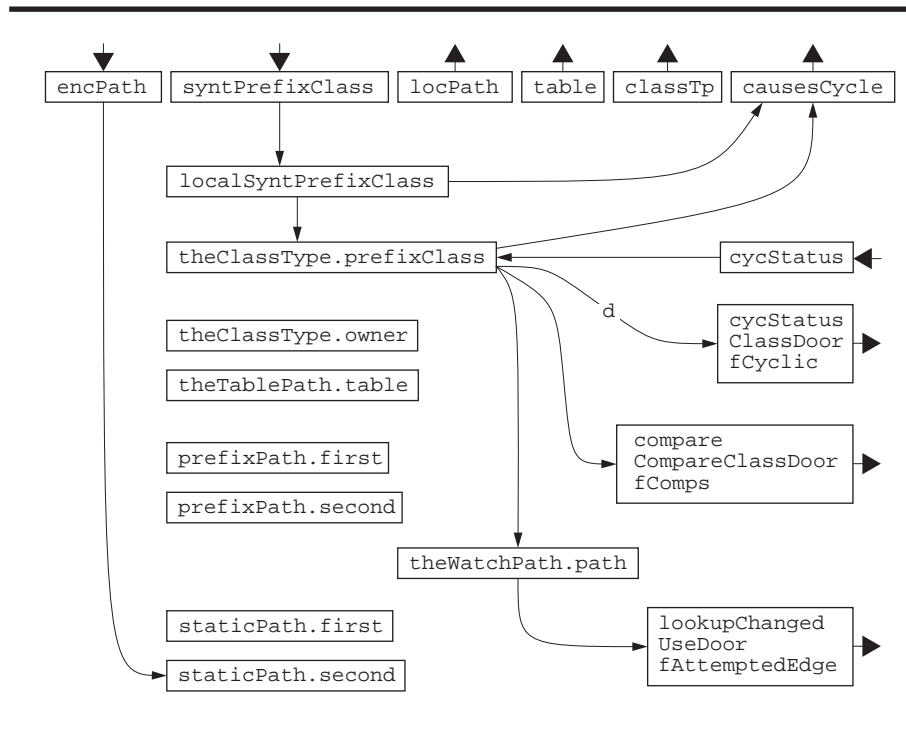 encPath
syntPrefixClass
locPath
table
classTp
causesCycle
localSyntPrefixClass
theClassType.prefixClass
cycStatus
d
cycStatus
ClassDoor
fCyclic
theClassType.owner
theTablePath.table
compare
CompareClassDoor
fComps
prefixPath.first
prefixPath.second
theWatchPath.path
lookupChanged
UseDoor
fAttemptedEdge
staticPath.first
staticPath.second